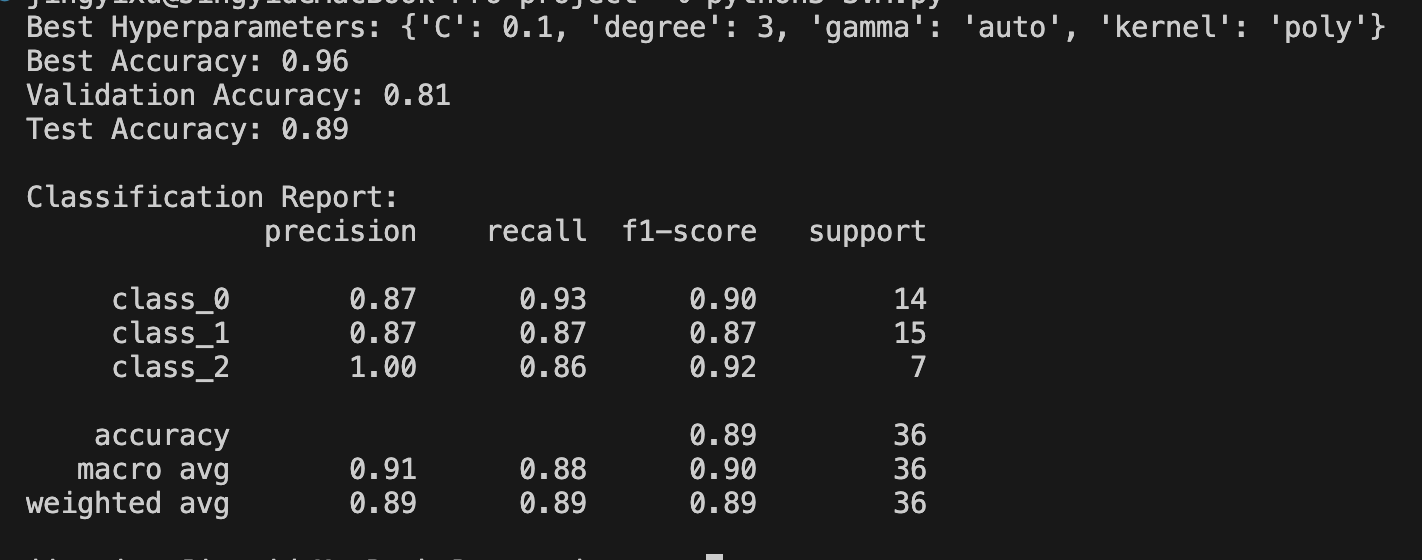 Best Hyperparameters: {'C': 0.1, 'degree': 3, 'gamma': 'auto', 'kernel': 'poly'}
Best Accuracy: 0.96
Validation Accuracy: 0.81
Test Accuracy: 0.89
Classification Report:
precision recall f1-score support
class_0 0.87 0.93 0.90 14
class_1 0.87 0.87 0.87 15
class_2 1.00 0.86 0.92 7
accuracy 0.89 36
macro avg 0.91 0.88 0.90 36
weighted avg 0.89 0.89 0.89 36